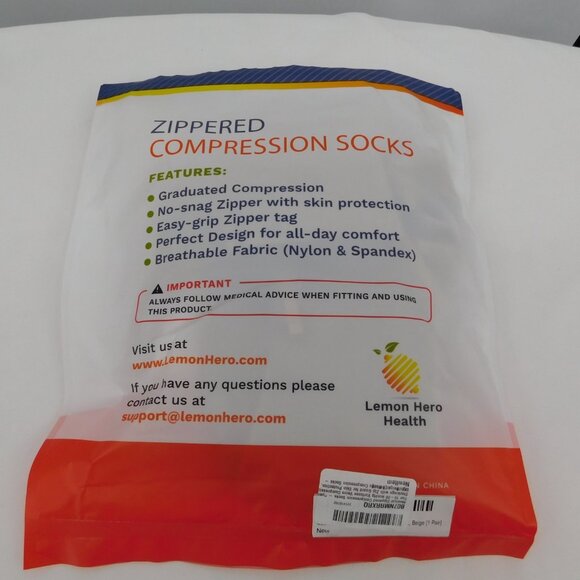 ZIPPERED
COMPRESSION SOCKS
FEATURES:
• Graduated Compression
• No-snag Zipper with skin protection
• Easy-grip Zipper tag
• Perfect Design for all-day comfort
• Breathable Fabric (Nylon & Spandex)
IMPORTANT
ALWAYS FOLLOW MEDICAL ADVICE WHEN FITTING AND USING
THIS PRODUCT
Visit us at
www.LemonHero.com
If you have any questions please
contact us at
support@lemonhero.com
Lemon Hero
Health
CHINA
Beige [1 Pair]
New